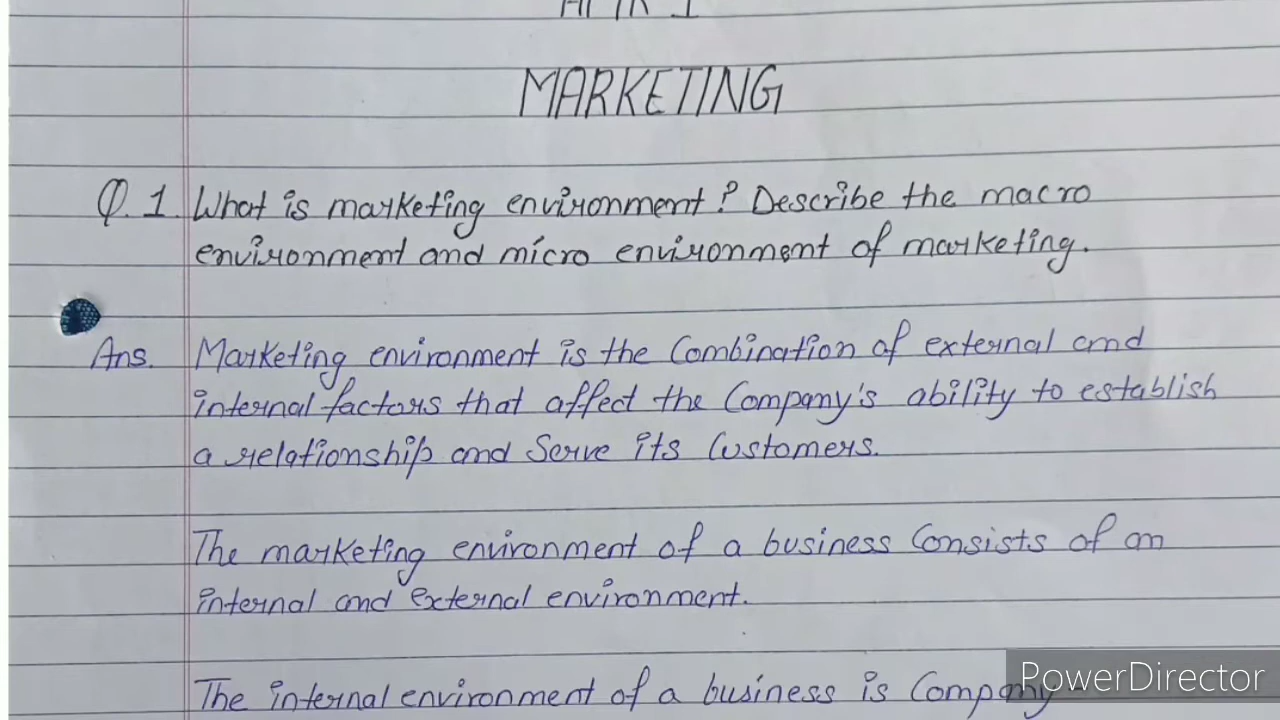 MARKETING
Q. 1. What is marketing environment? Describe the macro
environment and micro environment of marketing.
Ans. Marketing environment is the Combination of external and
internal factors that affect the Company's ability to establish
a relationship and Serve its Customers.
The marketing environment of a business Consists of an
internal and external environment.
The internal environment of a business is Company-
PowerDirector